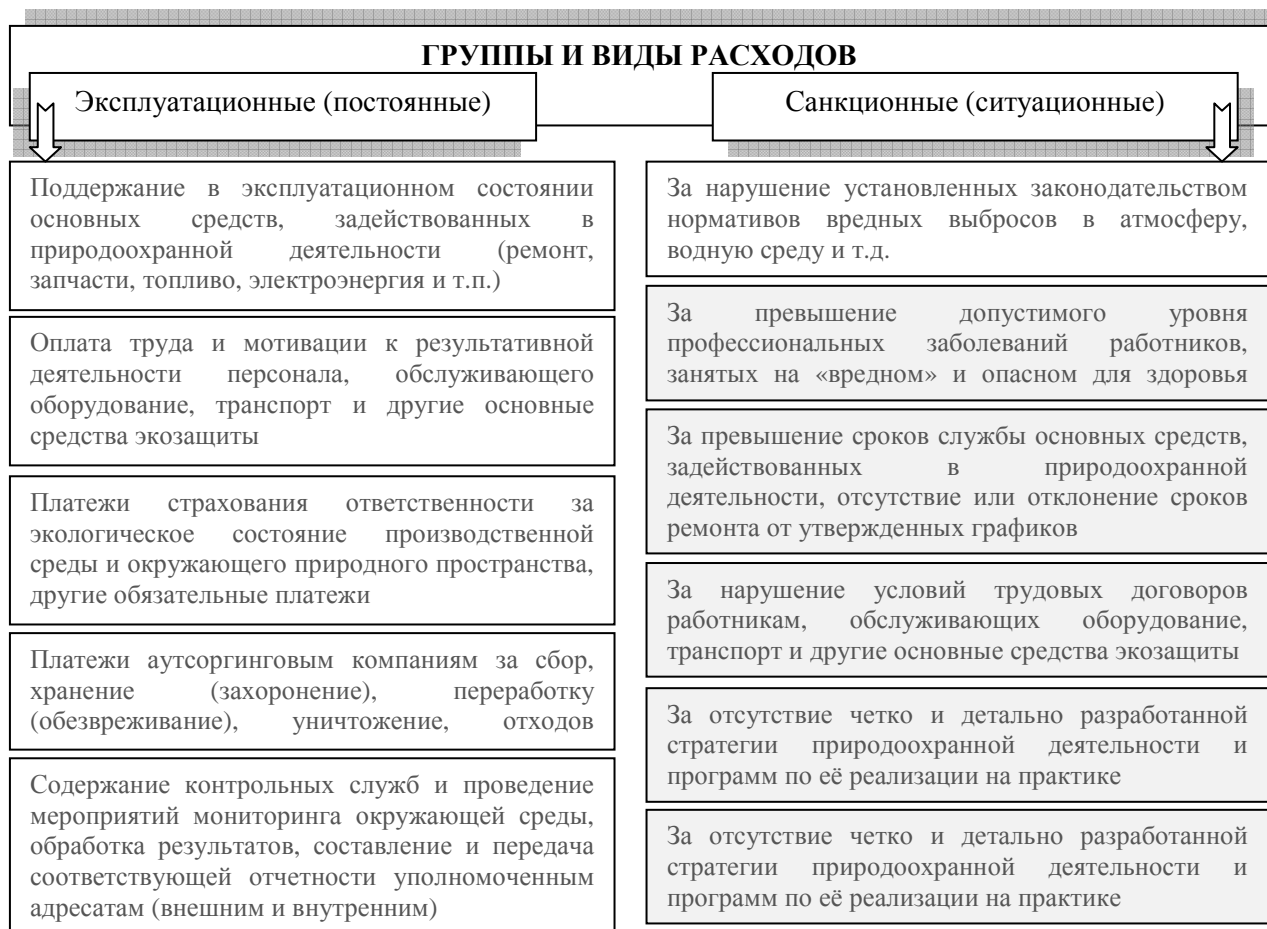 ГРУППЫ И ВИДЫ РАСХОДОВ
Эксплуатационные (постоянные)
Санкционные (ситуационные)
Поддержание в эксплуатационном состоянии
основных средств, задействованных в
природоохранной деятельности (ремонт,
запчасти, топливо, электроэнергия и т.п.)
Оплата труда и мотивации к результативной
деятельности персонала, обслуживающего
оборудование, транспорт и другие основные
средства экозащиты
Платежи страхования ответственности за
экологическое состояние производственной
среды и окружающего природного пространства,
другие обязательные платежи
Платежи аутсоргинговым компаниям за сбор,
хранение (захоронение), переработку
(обезвреживание), уничтожение, отходов
Содержание контрольных служб и проведение
мероприятий мониторинга окружающей среды,
обработка результатов, составление и передача
соответствующей отчетности уполномоченным
адресатам (внешним и внутренним)
За нарушение установленных законодательством
нормативов вредных выбросов в атмосферу,
водную среду и т.д.
За превышение допустимого уровня
профессиональных заболеваний работников,
занятых на «вредном» и опасном для здоровья
За превышение сроков службы основных средств,
задействованных в природоохранной
деятельности, отсутствие или отклонение сроков
ремонта от утвержденных графиков
За нарушение условий трудовых договоров
работникам, обслуживающих оборудование,
транспорт и другие основные средства экозащиты
За отсутствие четко и детально разработанной
стратегии природоохранной деятельности и
программ по её реализации на практике
За отсутствие четко и детально разработанной
стратегии природоохранной деятельности и
программ по её реализации на практике